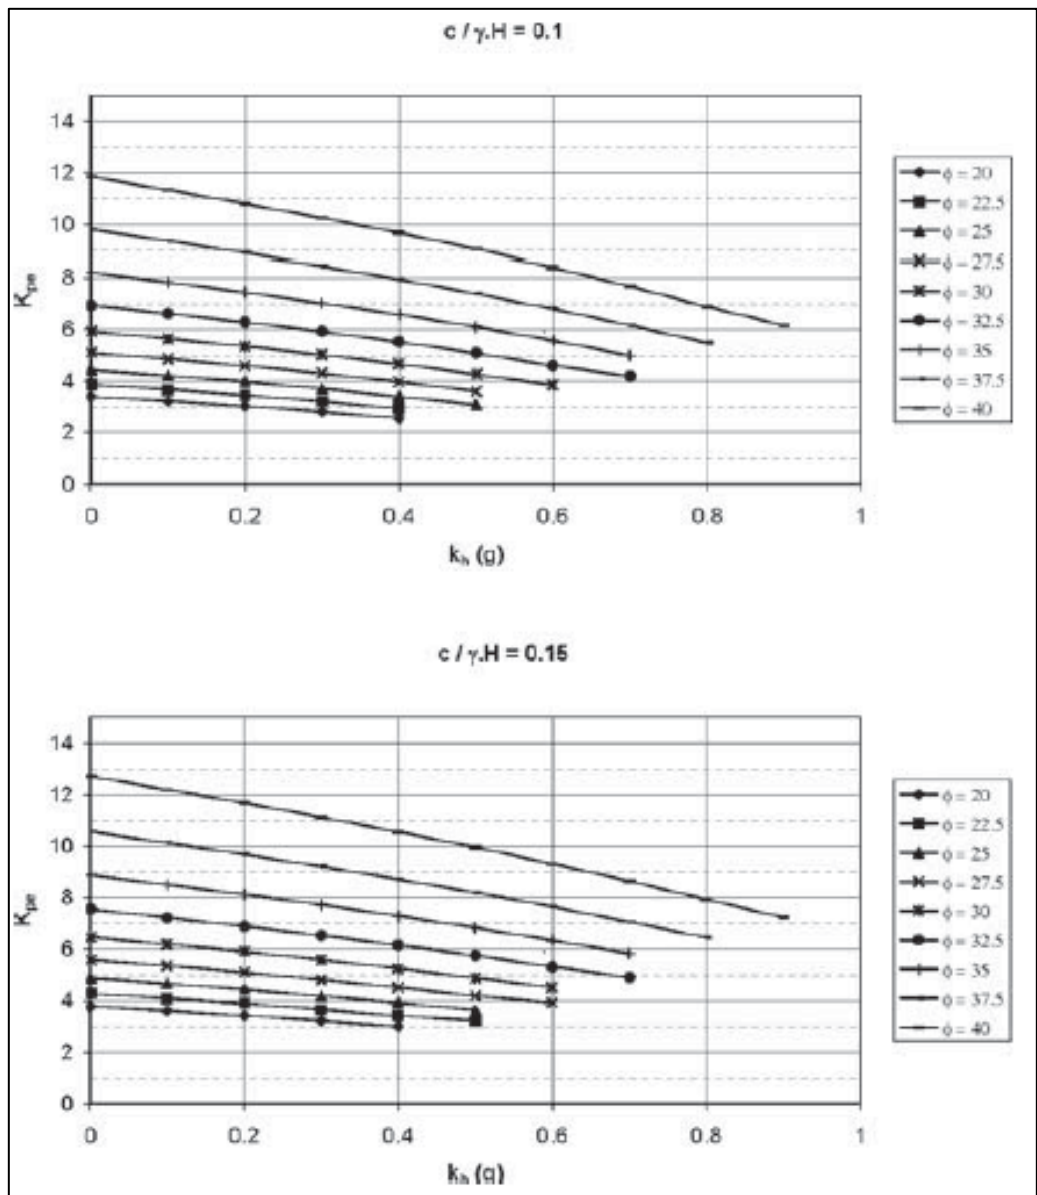 c / γ.H = 0.1
14
12
10
8
6
4
2
0
Kpe
0 0.2 0.4 0.6 0.8 1
kh (g)
ϕ = 20
ϕ = 22.5
ϕ = 25
ϕ = 27.5
ϕ = 30
ϕ = 32.5
ϕ = 35
ϕ = 37.5
ϕ = 40
c / γ.H = 0.15
14
12
10
8
6
4
2
0
Kpe
0 0.2 0.4 0.6 0.8 1
kh (g)
ϕ = 20
ϕ = 22.5
ϕ = 25
ϕ = 27.5
ϕ = 30
ϕ = 32.5
ϕ = 35
ϕ = 37.5
ϕ = 40